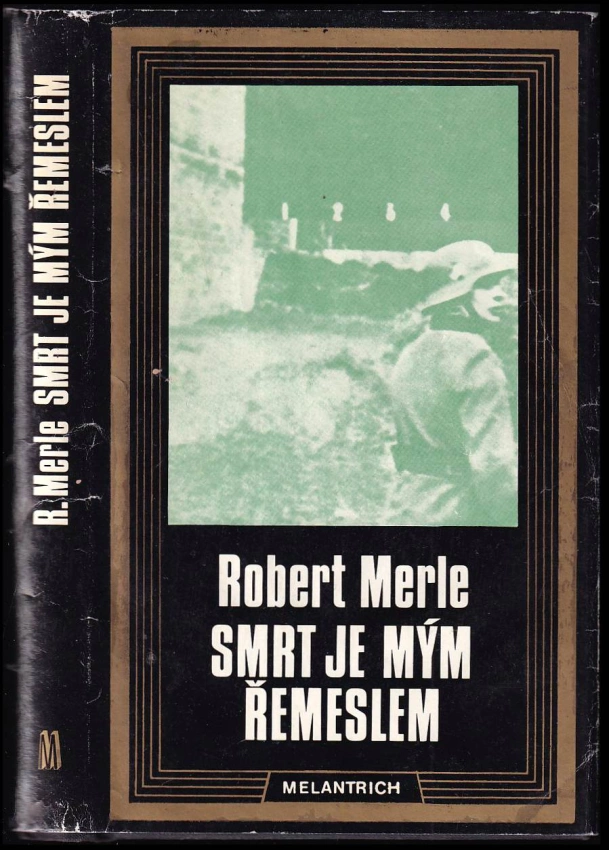 R. Merle SMRT JE MÝM ŘEMESLEM
M
1 2 3 4
Robert Merle
SMRT JE MÝM
ŘEMESLEM
MELANTRICH